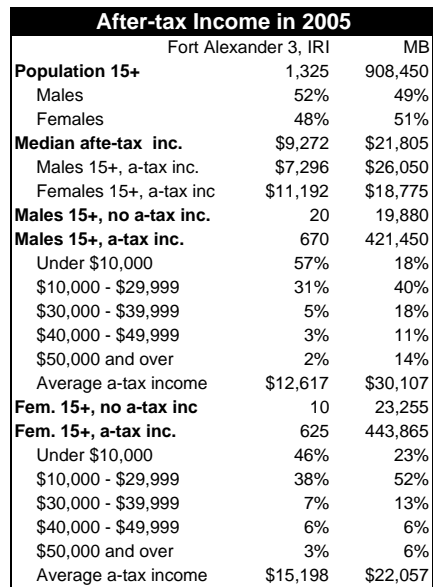 After-tax Income in 2005
Fort Alexander 3, IRI MB
Population 15+ 1,325 908,450
Males 52% 49%
Females 48% 51%
Median afte-tax inc. $9,272 $21,805
Males 15+, a-tax inc. $7,296 $26,050
Females 15+, a-tax inc $11,192 $18,775
Males 15+, no a-tax inc. 20 19,880
Males 15+, a-tax inc. 670 421,450
Under $10,000 57% 18%
$10,000 - $29,999 31% 40%
$30,000 - $39,999 5% 18%
$40,000 - $49,999 3% 11%
$50,000 and over 2% 14%
Average a-tax income $12,617 $30,107
Fem. 15+, no a-tax inc 10 23,255
Fem. 15+, a-tax inc. 625 443,865
Under $10,000 46% 23%
$10,000 - $29,999 38% 52%
$30,000 - $39,999 7% 13%
$40,000 - $49,999 6% 6%
$50,000 and over 3% 6%
Average a-tax income $15,198 $22,057